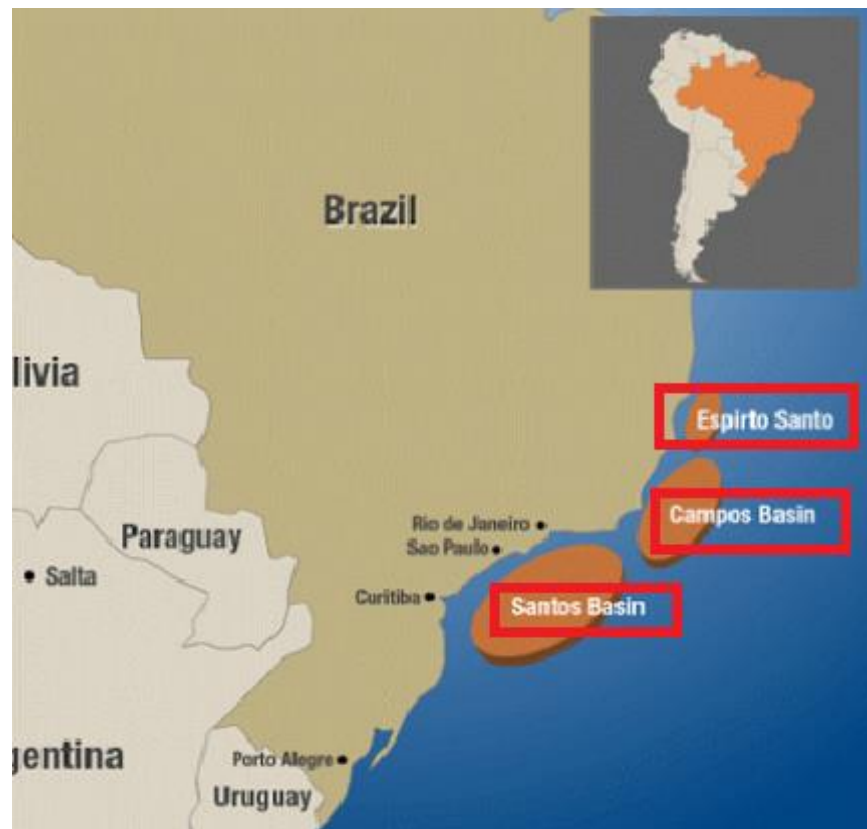 Brazil
livia
Espirto Santo
Campos Basin
Rio de Janeiro
Sao Paulo
Paraguay
Salta
Curitiba
Santos Basin
gentina
Porto Alegre
Uruguay